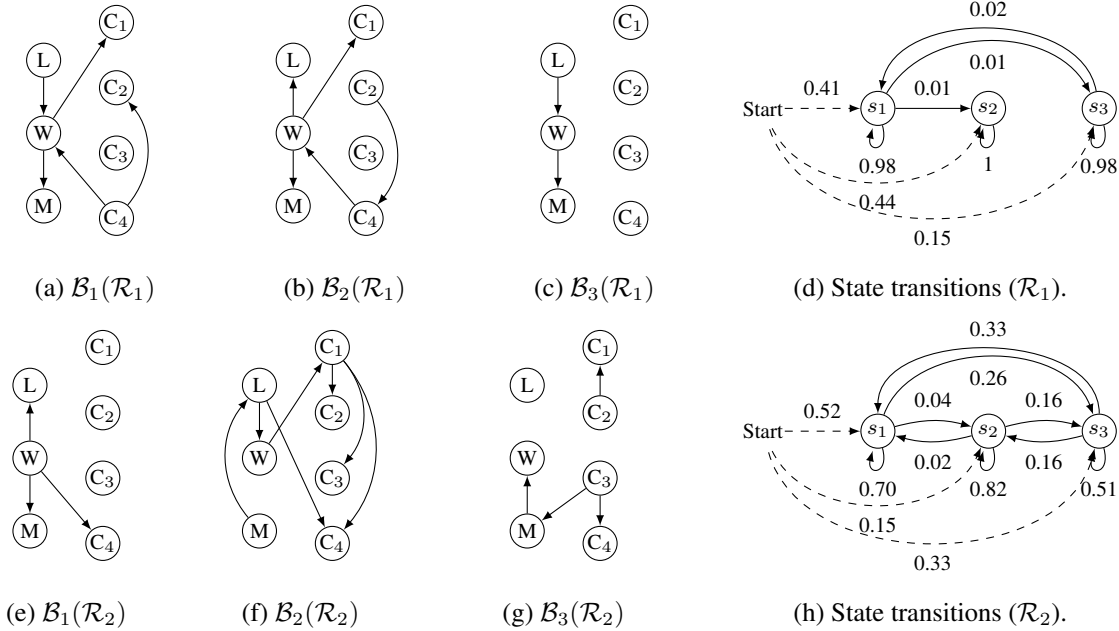 L
W
M
C₁
C₂
C₃
C₄
(a) ℬ₁(ℛ₁)
L
W
M
C₁
C₂
C₃
C₄
(b) ℬ₂(ℛ₁)
L
W
M
C₁
C₂
C₃
C₄
(c) ℬ₃(ℛ₁)
0.02
0.01
Start 0.41 s₁ 0.01 s₂ s₃
0.98 1 0.98
0.44
0.15
(d) State transitions (ℛ₁).
L
W
M
C₁
C₂
C₃
C₄
(e) ℬ₁(ℛ₂)
L
W
M
C₁
C₂
C₃
C₄
(f) ℬ₂(ℛ₂)
L
W
M
C₁
C₂
C₃
C₄
(g) ℬ₃(ℛ₂)
0.33
0.26
0.04 0.16
Start 0.52 s₁ s₂ s₃
0.02 0.16
0.70 0.82 0.51
0.15
0.33
(h) State transitions (ℛ₂).